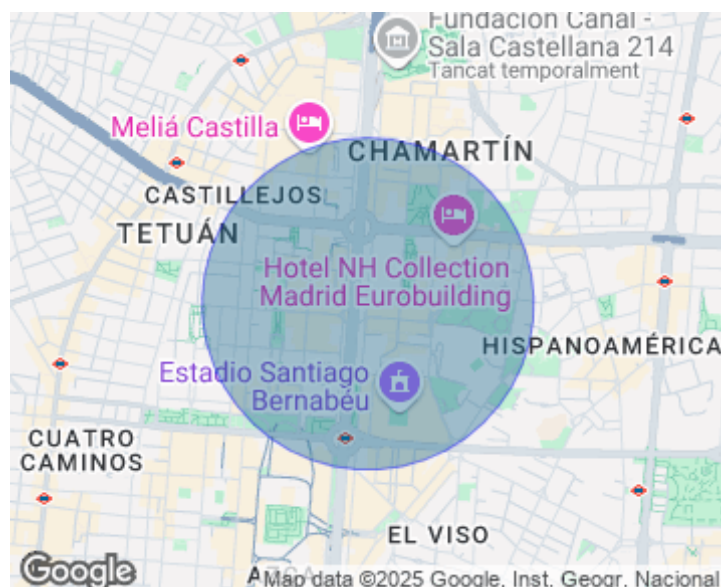 Fundación Canal -
Sala Castellana 214
Tancat temporalment
Meliá Castilla
CHAMARTÍN
CASTILLEJOS
TETUÁN
Hotel NH Collection
Madrid Eurobuilding
HISPANOAMÉRICA
Estadio Santiago
Bernabéu
CUATRO
CAMINOS
EL VISO
Google
Map data ©2025 Google, Inst. Geogr. Nacional